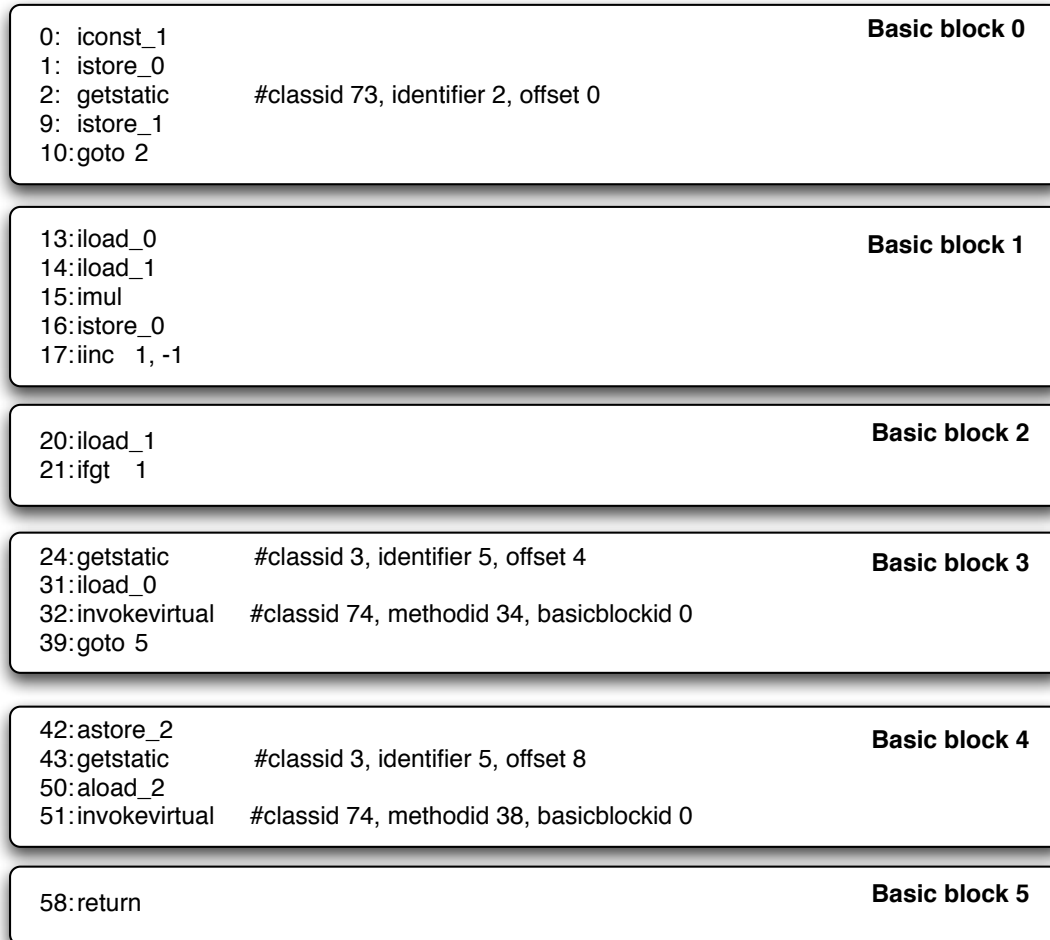 Basic block 0
0: iconst_1
1: istore_0
2: getstatic #classid 73, identifier 2, offset 0
9: istore_1
10:goto 2
Basic block 1
13:iload_0
14:iload_1
15:imul
16:istore_0
17:iinc 1, -1
Basic block 2
20:iload_1
21:ifgt 1
Basic block 3
24:getstatic #classid 3, identifier 5, offset 4
31:iload_0
32:invokevirtual #classid 74, methodid 34, basicblockid 0
39:goto 5
Basic block 4
42:astore_2
43:getstatic #classid 3, identifier 5, offset 8
50:aload_2
51:invokevirtual #classid 74, methodid 38, basicblockid 0
Basic block 5
58:return